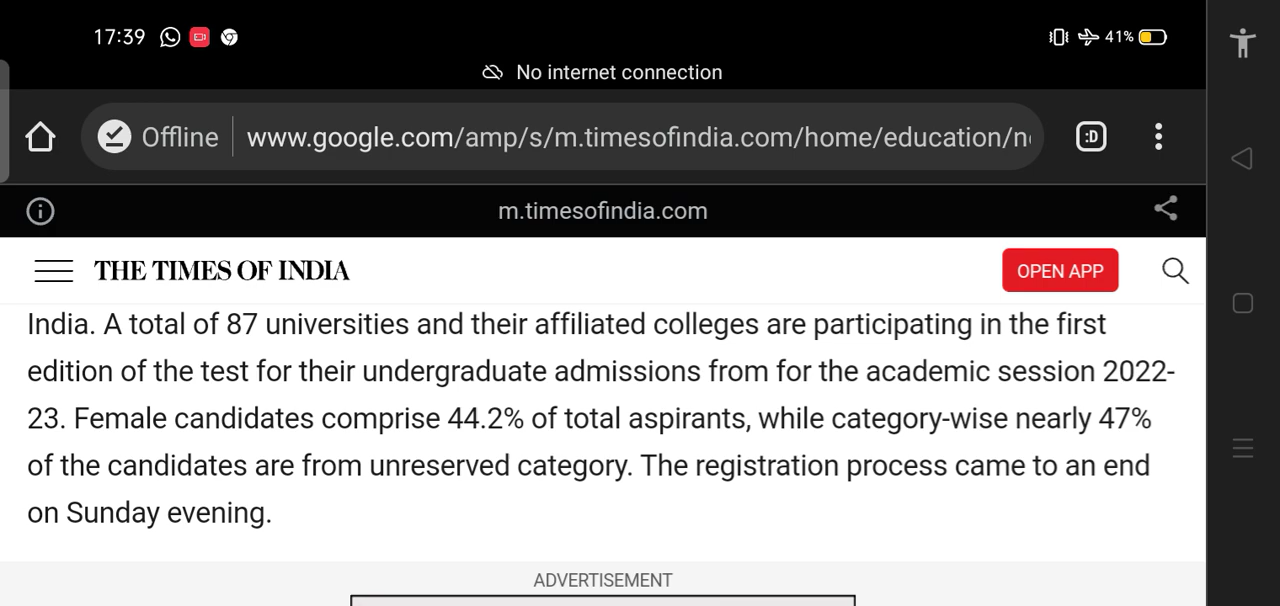 17:39 41%
No internet connection
Offline www.google.com/amp/s/m.timesofindia.com/home/education/n
:D
m.timesofindia.com
THE TIMES OF INDIA OPEN APP
India. A total of 87 universities and their affiliated colleges are participating in the first
edition of the test for their undergraduate admissions from for the academic session 2022-
23. Female candidates comprise 44.2% of total aspirants, while category-wise nearly 47%
of the candidates are from unreserved category. The registration process came to an end
on Sunday evening.
ADVERTISEMENT